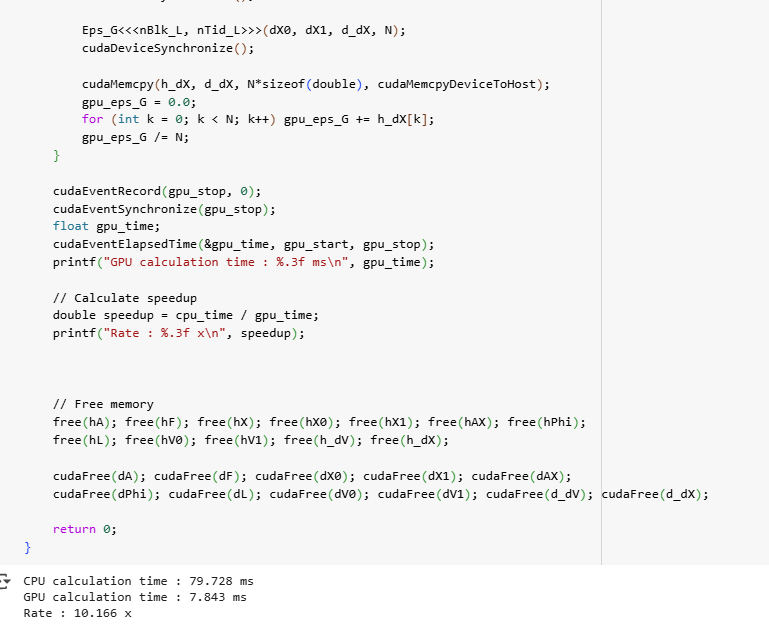 Eps_G<<<nBlk_L, nTid_L>>>(dX0, dX1, d_dX, N);
cudaDeviceSynchronize();
cudaMemcpy(h_dX, d_dX, N*sizeof(double), cudaMemcpyDeviceToHost);
gpu_eps_G = 0.0;
for (int k = 0; k < N; k++) gpu_eps_G += h_dX[k];
gpu_eps_G /= N;
}
cudaEventRecord(gpu_stop, 0);
cudaEventSynchronize(gpu_stop);
float gpu_time;
cudaEventElapsedTime(&gpu_time, gpu_start, gpu_stop);
printf("GPU calculation time : %.3f ms\n", gpu_time);
// Calculate speedup
double speedup = cpu_time / gpu_time;
printf("Rate : %.3f x\n", speedup);
// Free memory
free(hA); free(hF); free(hX); free(hX0); free(hX1); free(hAX); free(hPhi);
free(hL); free(hV0); free(hV1); free(h_dV); free(h_dX);
cudaFree(dA); cudaFree(dF); cudaFree(dX0); cudaFree(dX1); cudaFree(dAX);
cudaFree(dPhi); cudaFree(dL); cudaFree(dV0); cudaFree(dV1); cudaFree(d_dV); cudaFree(d_dX);
return 0;
}
CPU calculation time : 79.728 ms
GPU calculation time : 7.843 ms
Rate : 10.166 x